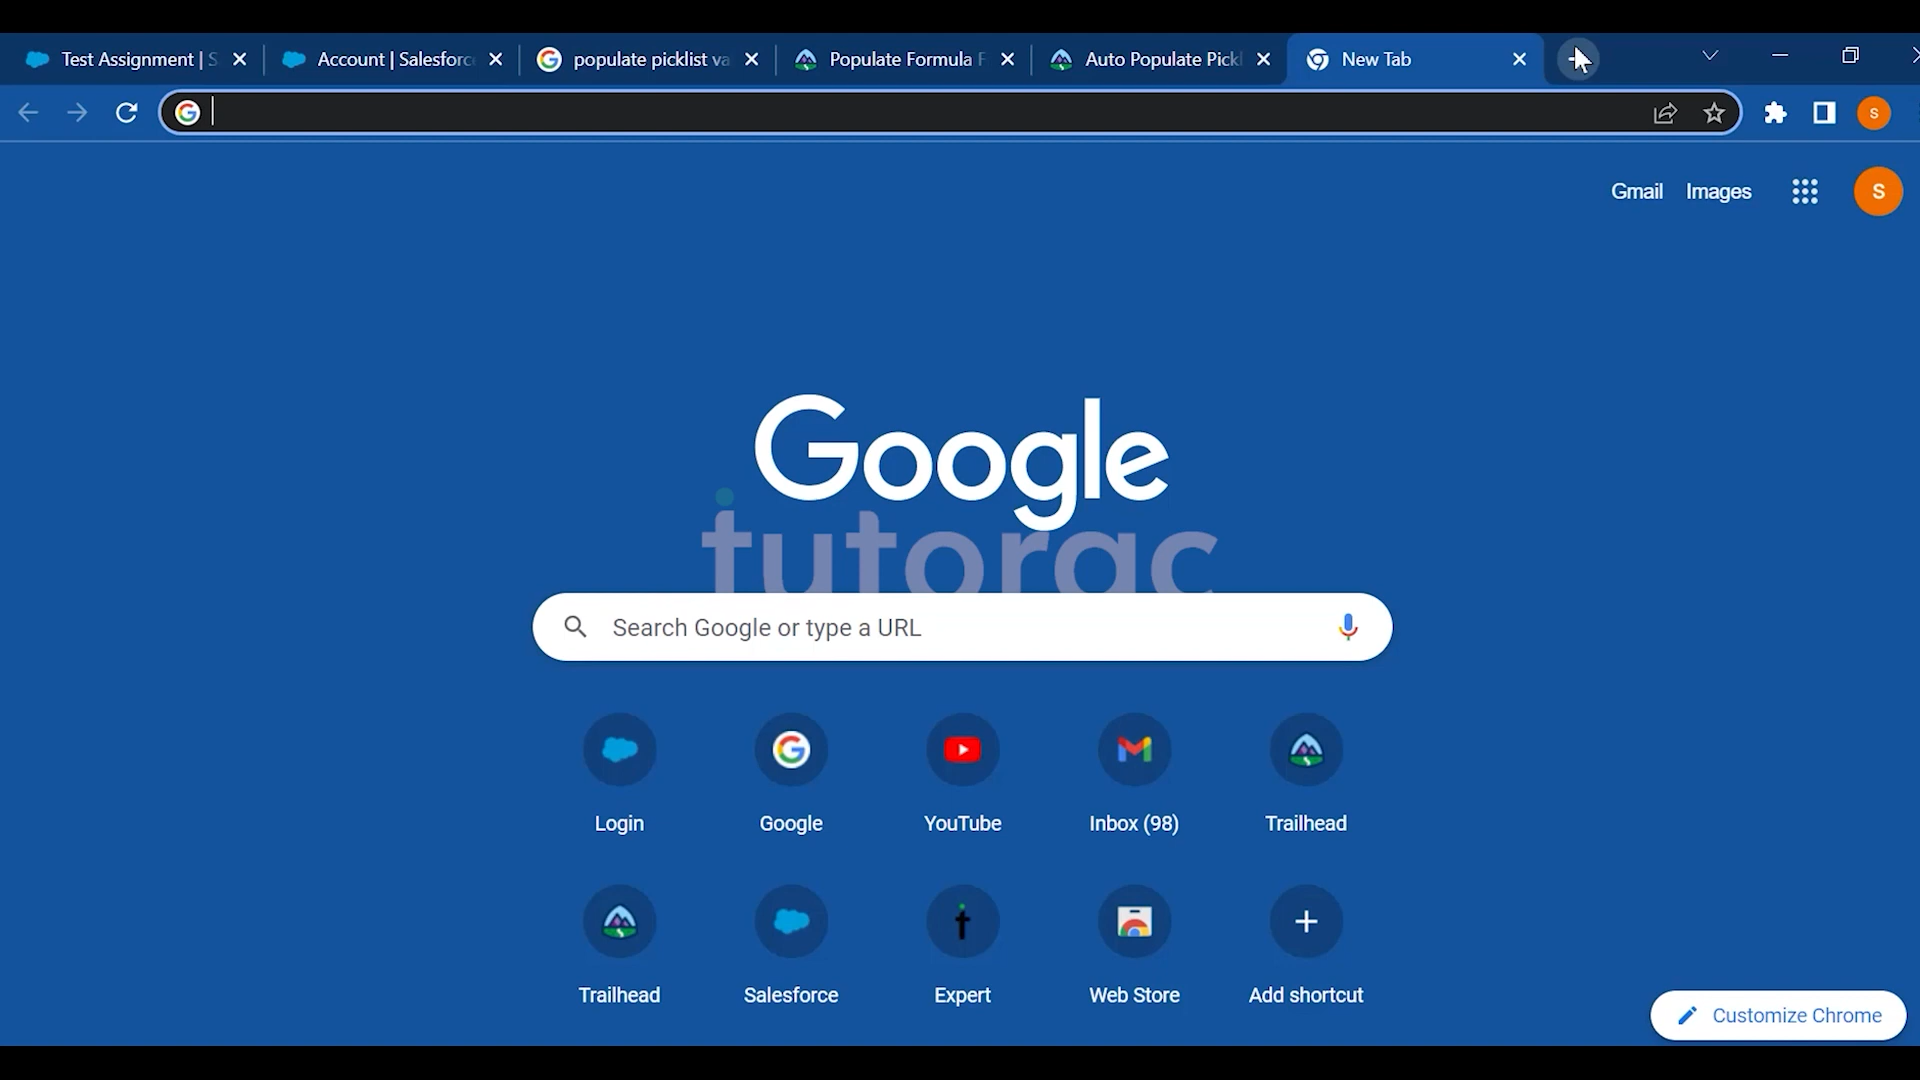 Test Assignment | S
Account | Salesforc
populate picklist va
Populate Formula F
Auto Populate Pickl
New Tab
S
Gmail
Images
S
Google
tutorac
Search Google or type a URL
Login
Google
YouTube
Inbox (98)
Trailhead
Trailhead
Salesforce
Expert
Web Store
Add shortcut
Customize Chrome